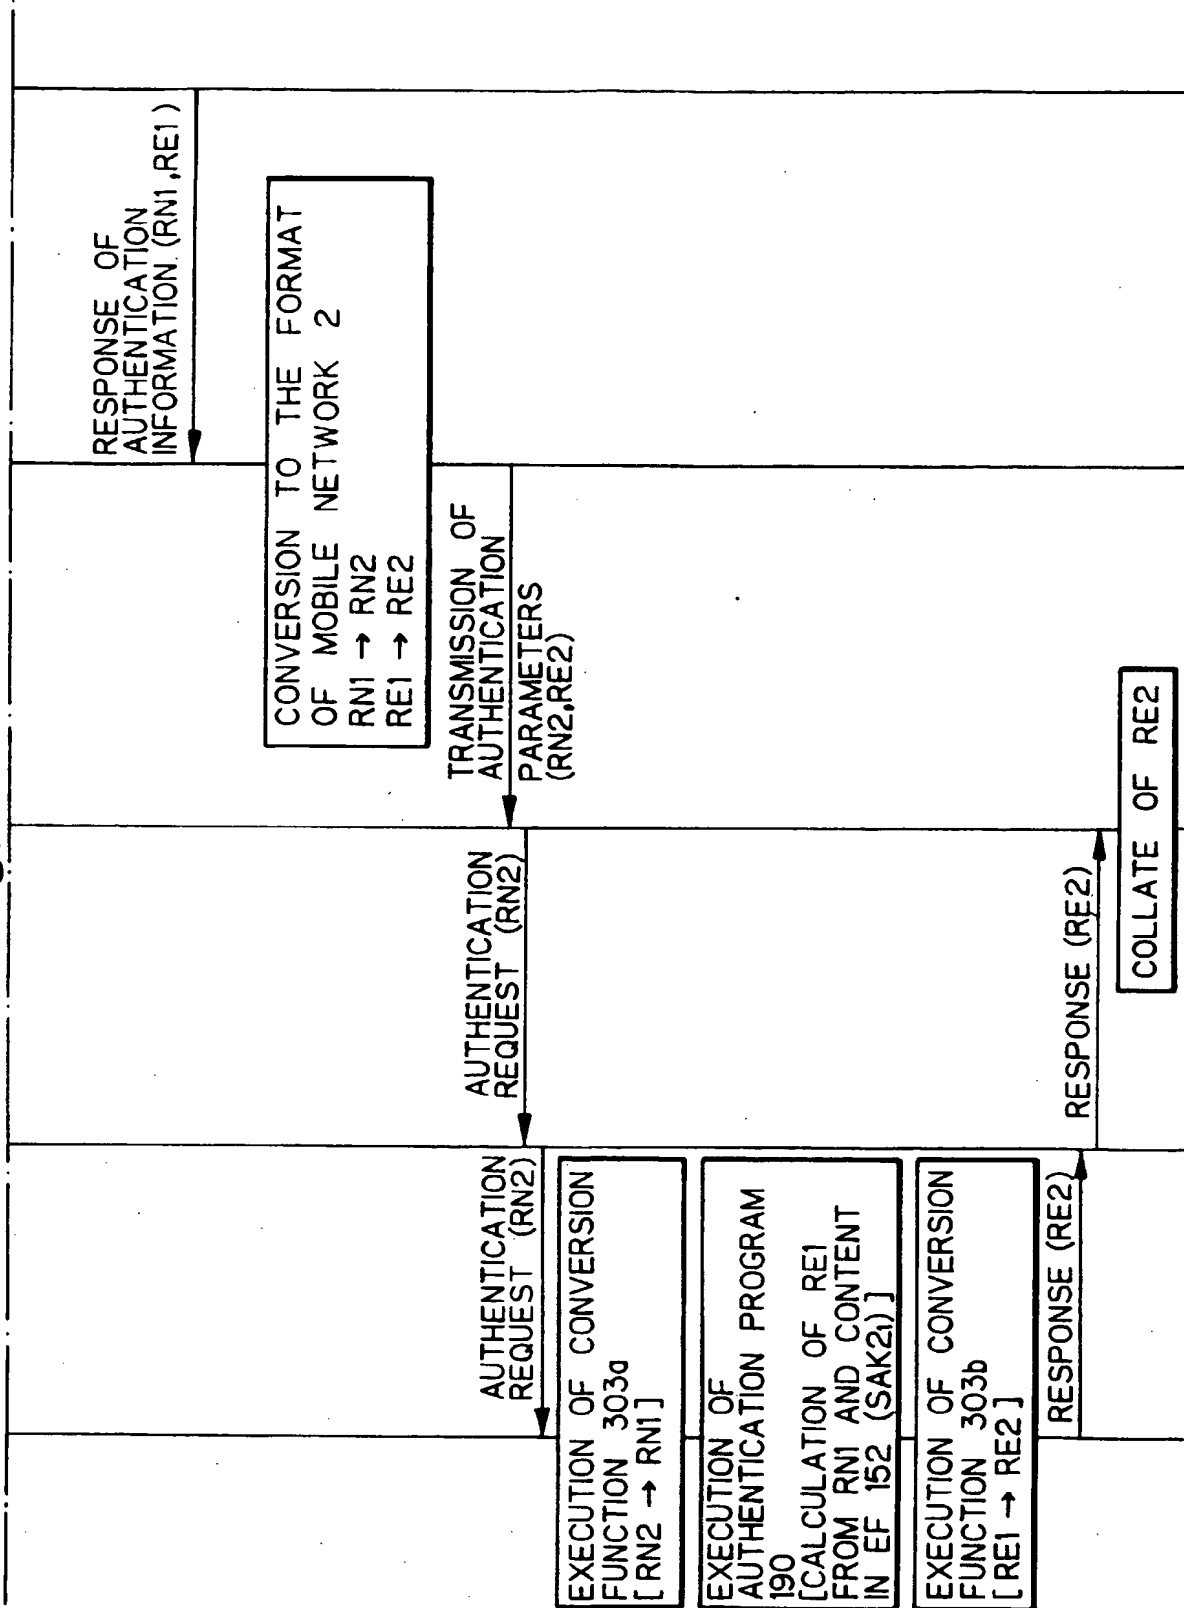 RESPONSE OF
AUTHENTICATION
INFORMATION (RN1,RE1)
CONVERSION TO THE FORMAT
OF MOBILE NETWORK 2
RN1 → RN2
RE1 → RE2
TRANSMISSION OF
AUTHENTICATION
PARAMETERS
(RN2,RE2)
AUTHENTICATION
REQUEST (RN2)
AUTHENTICATION
REQUEST (RN2)
EXECUTION OF CONVERSION
FUNCTION 303a
[RN2 → RN1]
EXECUTION OF
AUTHENTICATION PROGRAM
190
[CALCULATION OF RE1
FROM RN1 AND CONTENT
IN EF 152 (SAK2i)]
EXECUTION OF CONVERSION
FUNCTION 303b
[RE1 → RE2]
RESPONSE (RE2)
RESPONSE (RE2)
COLLATE OF RE2